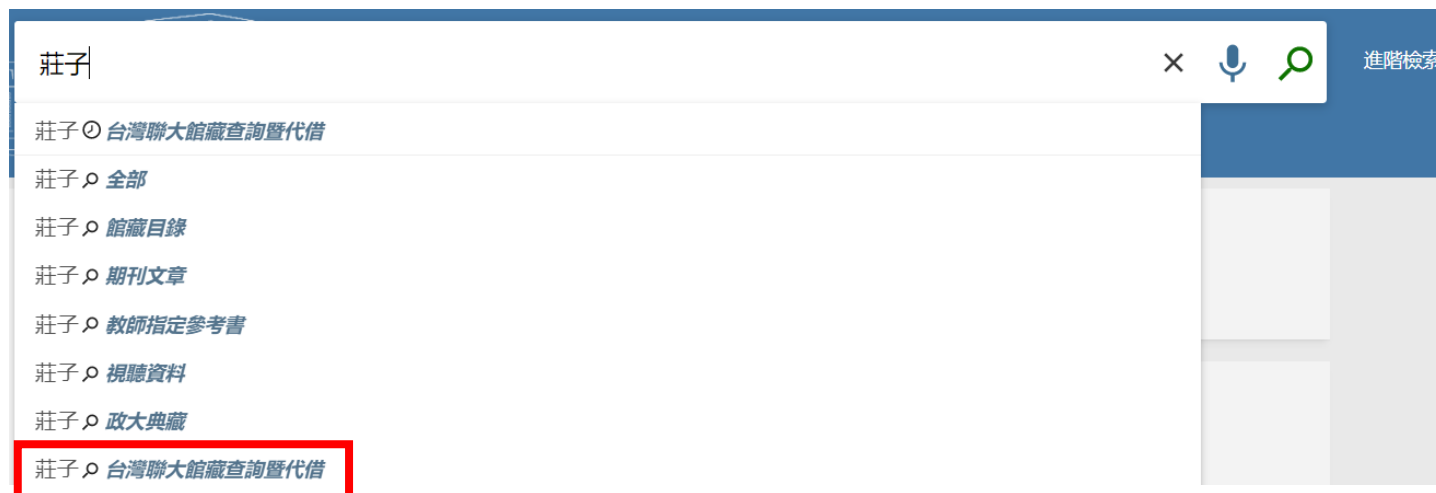 莊子
進階檢索
莊子 台灣聯大館藏查詢暨代借
莊子 全部
莊子 館藏目錄
莊子 期刊文章
莊子 教師指定參考書
莊子 視聽資料
莊子 政大典藏
莊子 台灣聯大館藏查詢暨代借